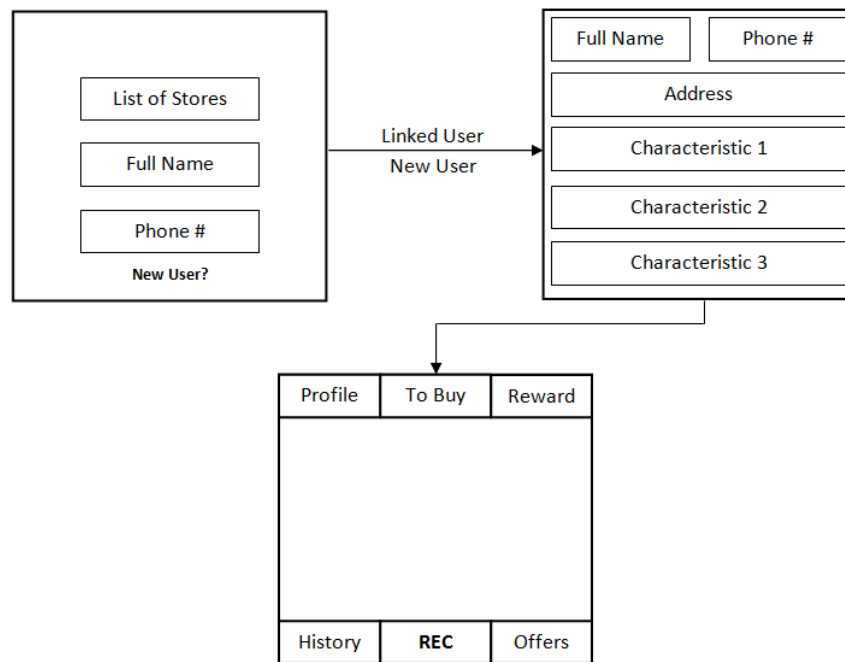 List of Stores
Full Name
Phone #
New User?
Linked User
New User
Full Name Phone #
Address
Characteristic 1
Characteristic 2
Characteristic 3
Profile To Buy Reward
History REC Offers